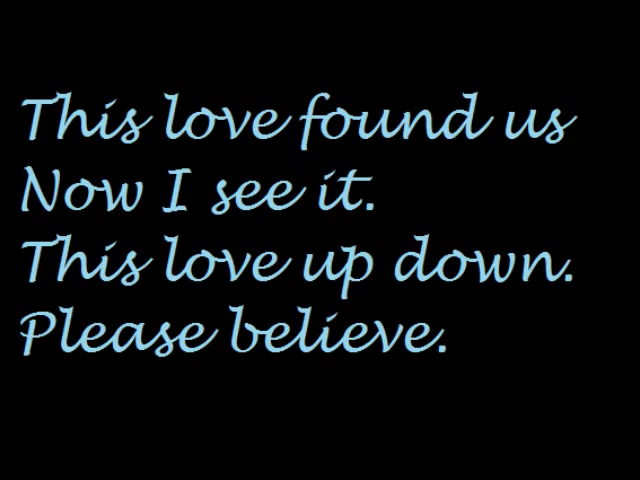 This love found us
Now I see it.
This love up down.
Please believe.